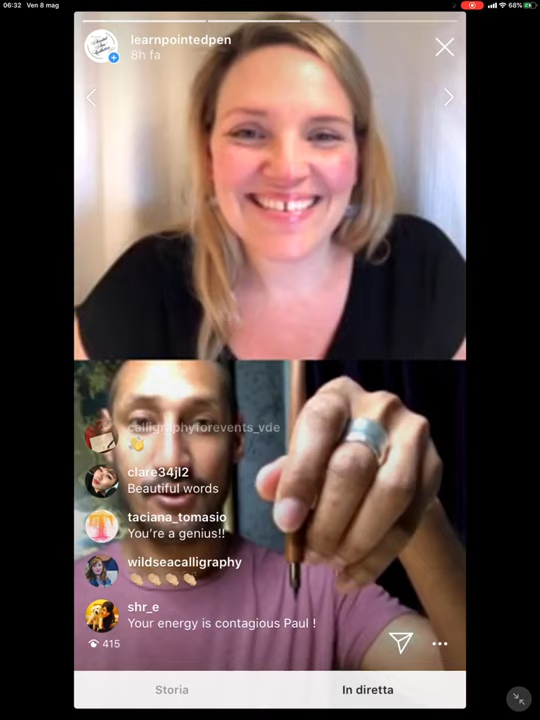 06:32 Ven 8 mag
68%
learnpointedpen
8h fa
calligraphyforevents_vde
clare34jl2
Beautiful words
taciana_tomasio
You're a genius!!
wildseacalligraphy
shr_e
Your energy is contagious Paul !
415
Storia
In diretta